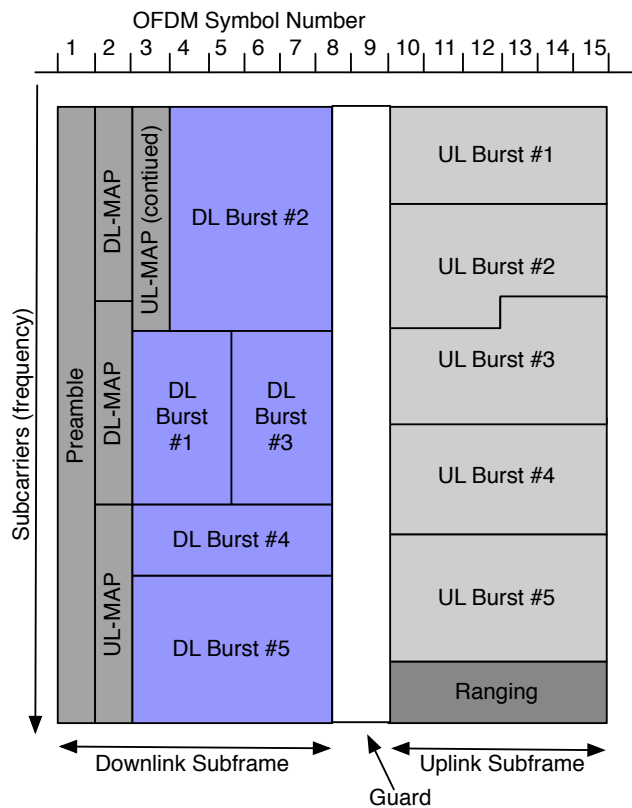 OFDM Symbol Number
1 2 3 4 5 6 7 8 9 10 11 12 13 14 15
Subcarriers (frequency)
Preamble
DL-MAP
DL-MAP
UL-MAP
UL-MAP (contiued)
DL Burst #2
DL
Burst
#1
DL
Burst
#3
DL Burst #4
DL Burst #5
UL Burst #1
UL Burst #2
UL Burst #3
UL Burst #4
UL Burst #5
Ranging
Downlink Subframe
Uplink Subframe
Guard